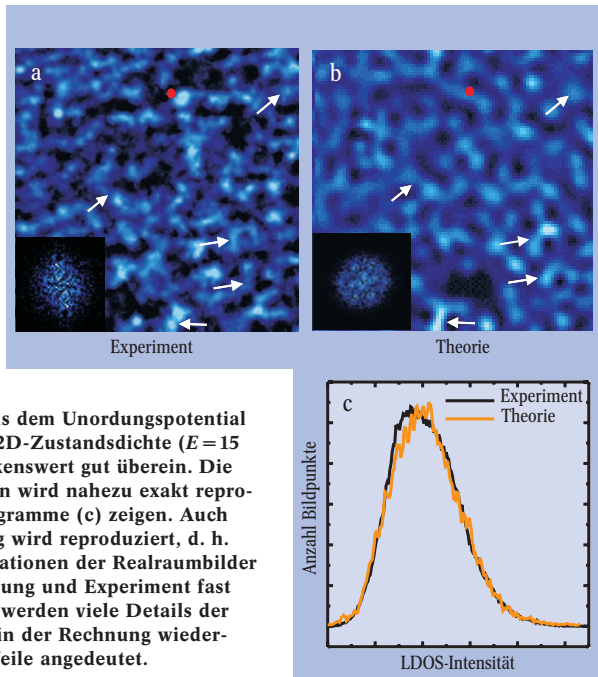 a
b
Experiment
Theorie
s dem Unordungspotential
2D-Zustandsdichte (E = 15
kenswert gut überein. Die
n wird nahezu exakt repro-
gramme (c) zeigen. Auch
g wird reproduziert, d. h.
ationen der Realraumbilder
ung und Experiment fast
werden viele Details der
in der Rechnung wieder-
feile angedeutet.
c
Experiment
Theorie
Anzahl Bildpunkte
LDOS-Intensität